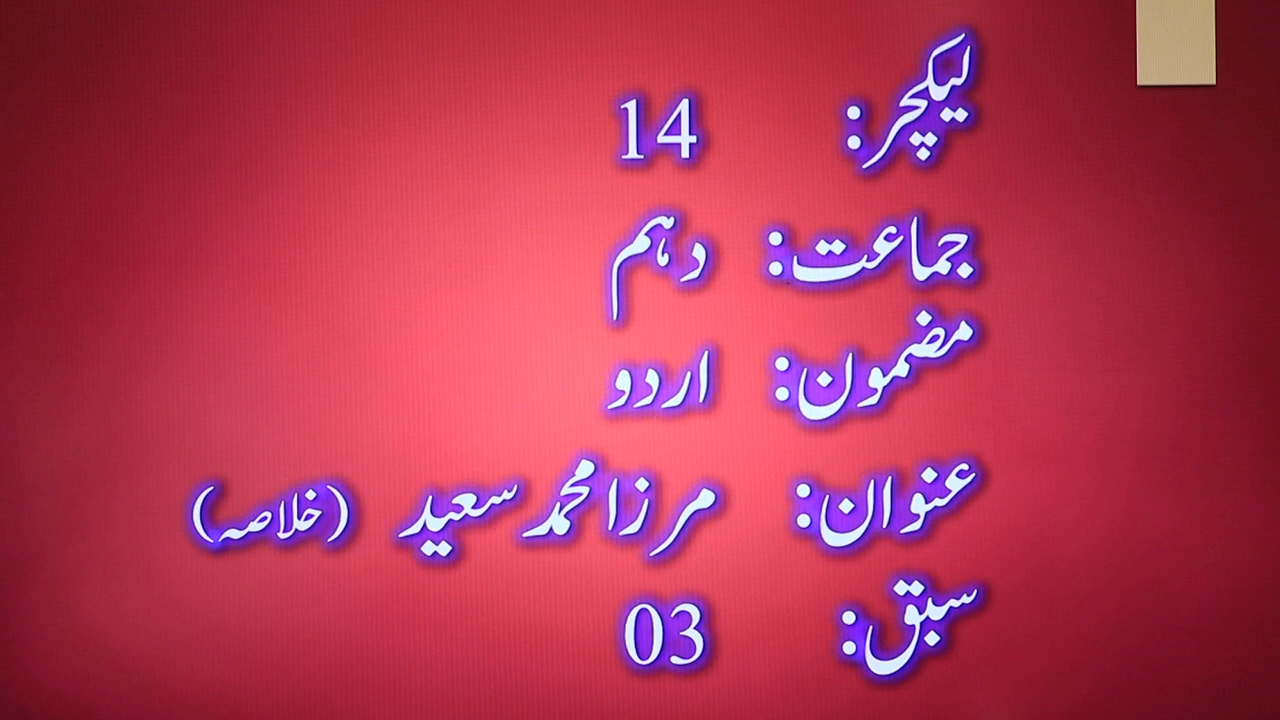 لیکچر: 14
جماعت: دہم
مضمون: اردو
عنوان: مرزا محمد سعید (خلاصہ)
سبق: 03